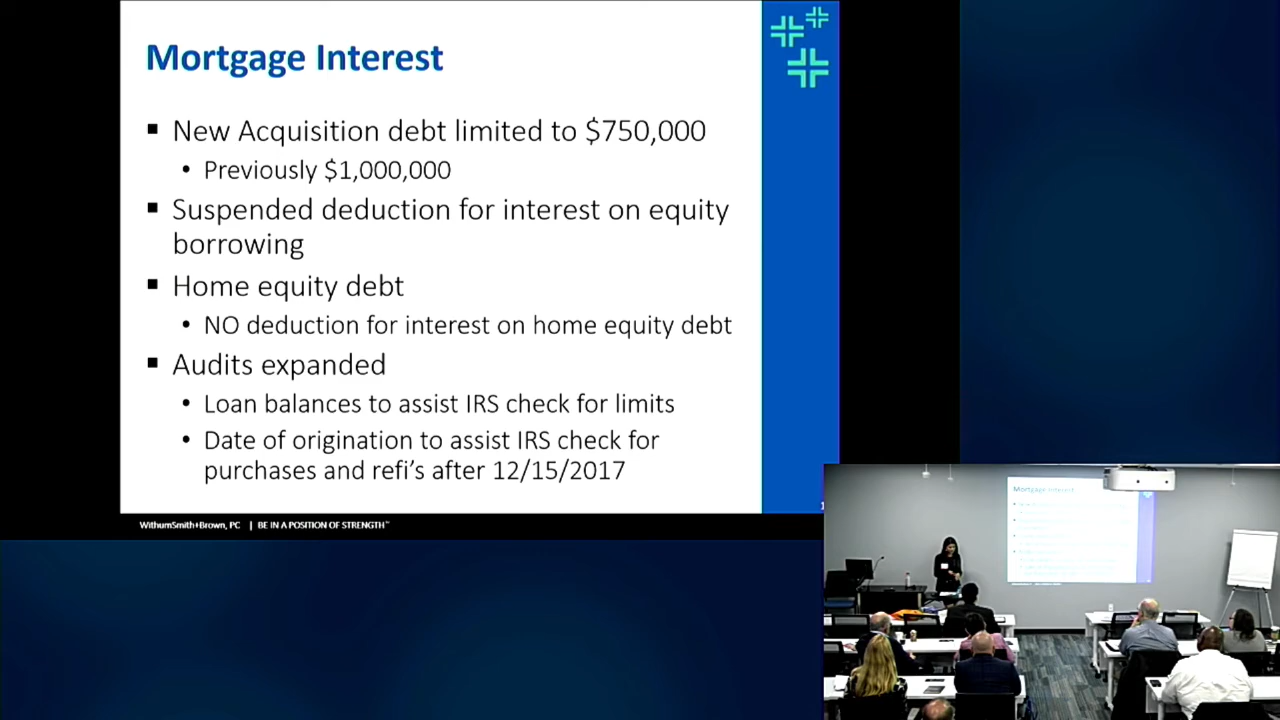 Mortgage Interest
▪ New Acquisition debt limited to $750,000
• Previously $1,000,000
▪ Suspended deduction for interest on equity
borrowing
▪ Home equity debt
• NO deduction for interest on home equity debt
▪ Audits expanded
• Loan balances to assist IRS check for limits
• Date of origination to assist IRS check for
purchases and refi's after 12/15/2017
WithumSmith+Brown, PC | BE IN A POSITION OF STRENGTH℠
Mortgage Interest